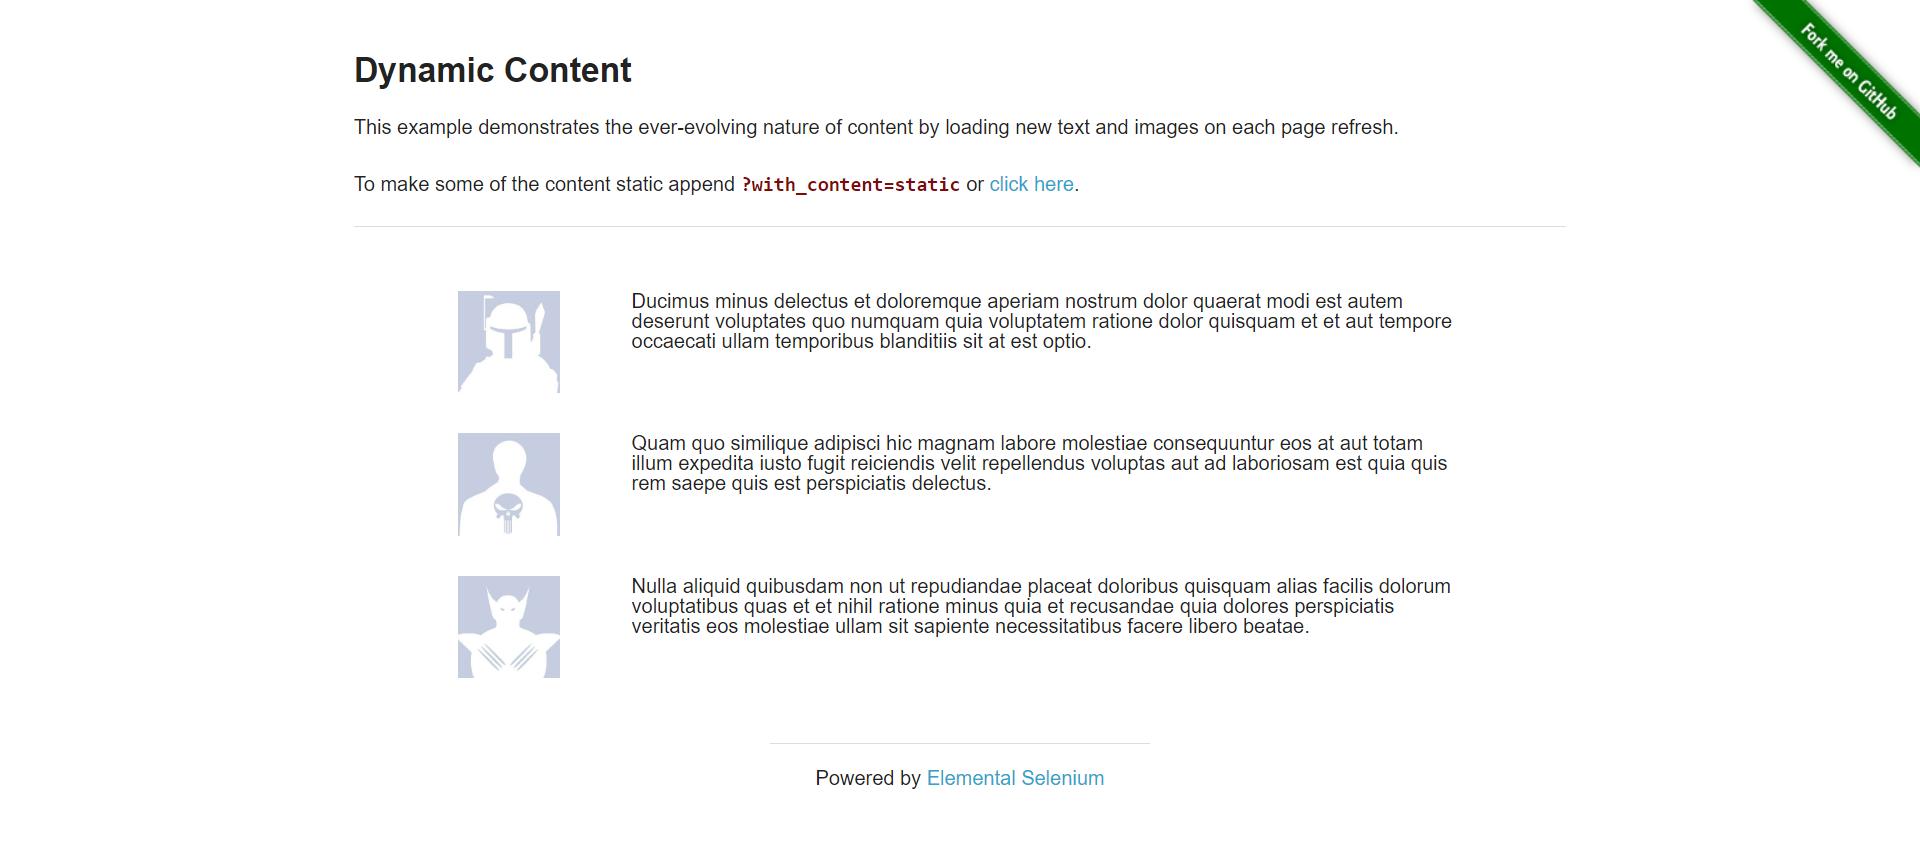 Fork me on GitHub
Dynamic Content
This example demonstrates the ever-evolving nature of content by loading new text and images on each page refresh.
To make some of the content static append ?with_content=static or click here.
Ducimus minus delectus et doloremque aperiam nostrum dolor quaerat modi est autem
deserunt voluptates quo numquam quia voluptatem ratione dolor quisquam et et aut tempore
occaecati ullam temporibus blanditiis sit at est optio.
Quam quo similique adipisci hic magnam labore molestiae consequuntur eos at aut totam
illum expedita iusto fugit reiciendis velit repellendus voluptas aut ad laboriosam est quia quis
rem saepe quis est perspiciatis delectus.
Nulla aliquid quibusdam non ut repudiandae placeat doloribus quisquam alias facilis dolorum
voluptatibus quas et et nihil ratione minus quia et recusandae quia dolores perspiciatis
veritatis eos molestiae ullam sit sapiente necessitatibus facere libero beatae.
Powered by Elemental Selenium